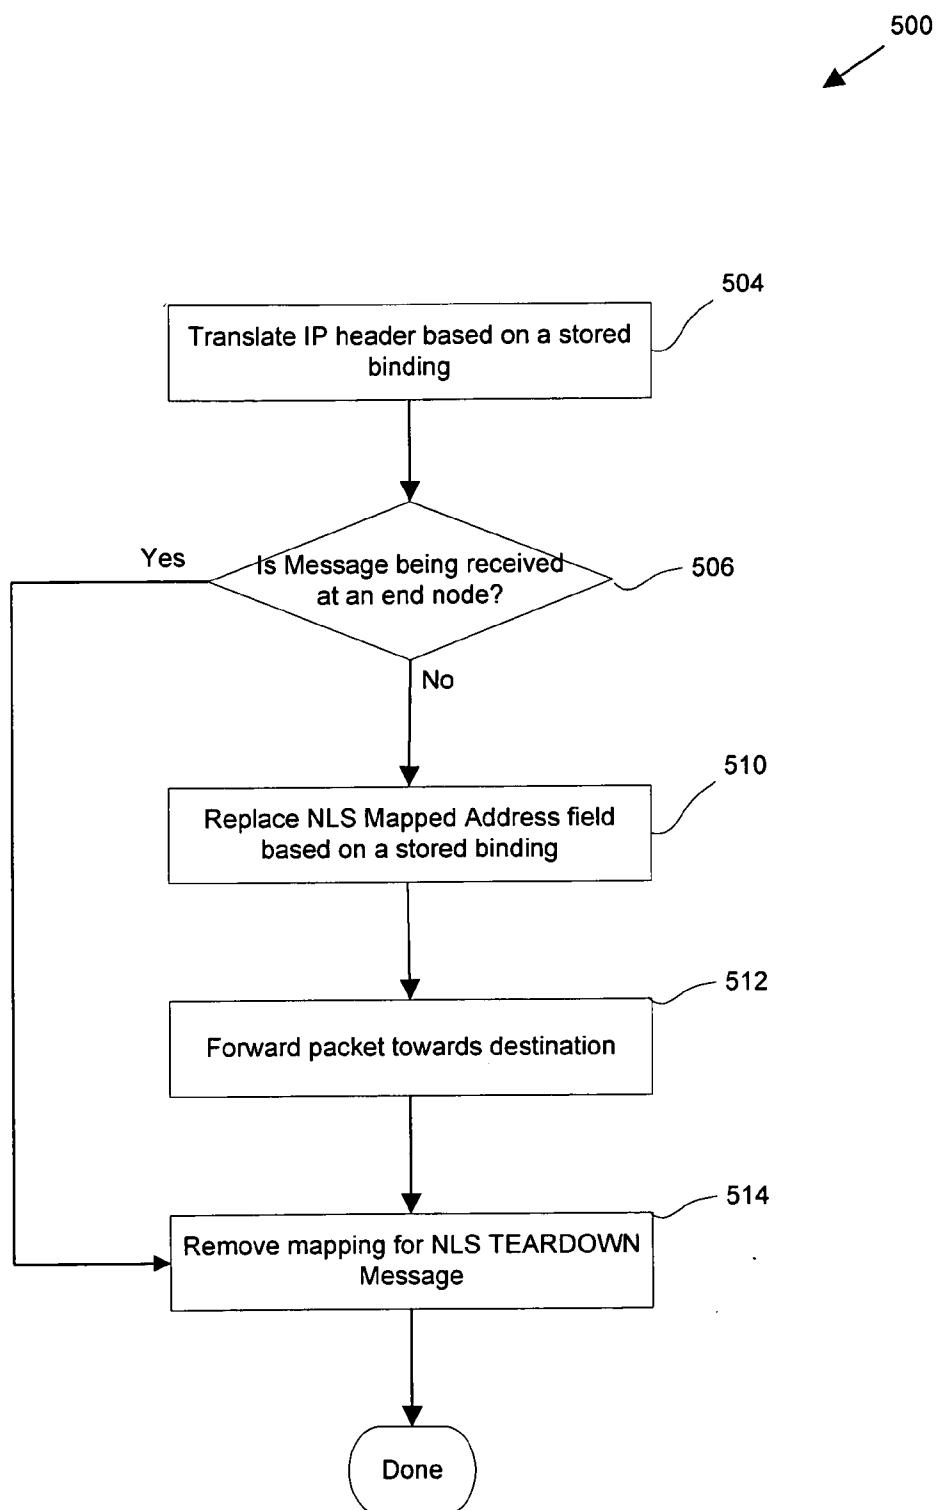 500
504
Translate IP header based on a stored
binding
Yes
Is Message being received
at an end node?
506
No
510
Replace NLS Mapped Address field
based on a stored binding
512
Forward packet towards destination
514
Remove mapping for NLS TEARDOWN
Message
Done